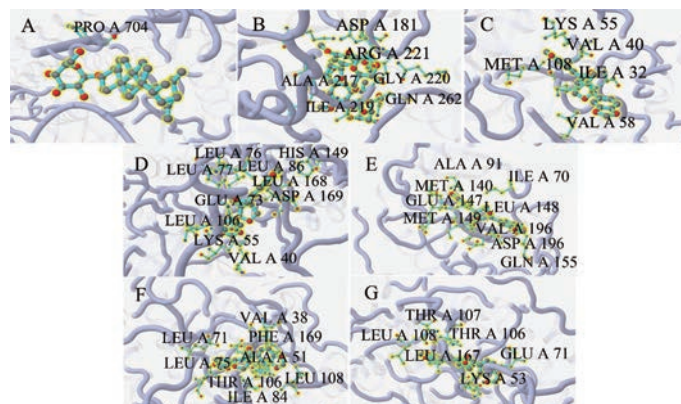 A
PRO A 704
B
ASP A 181
ARG A 221
ALA A 217
GLY A 220
ILE A 219
GLN A 262
C
LYS A 55
VAL A 40
MET A 108
ILE A 32
VAL A 58
D
LEU A 76
HIS A 149
LEU A 77
LEU A 86
LEU A 168
GLU A 73
ASP A 169
LEU A 106
LYS A 55
VAL A 40
E
ALA A 91
ILE A 70
MET A 140
GLU A 147
LEU A 148
MET A 149
VAL A 196
ASP A 196
GLN A 155
F
VAL A 38
LEU A 71
PHE A 169
ALA A 51
LEU A 75
THR A 106
LEU 108
ILE A 84
G
THR A 107
LEU A 108
THR A 106
LEU A 167
GLU A 71
LYS A 53